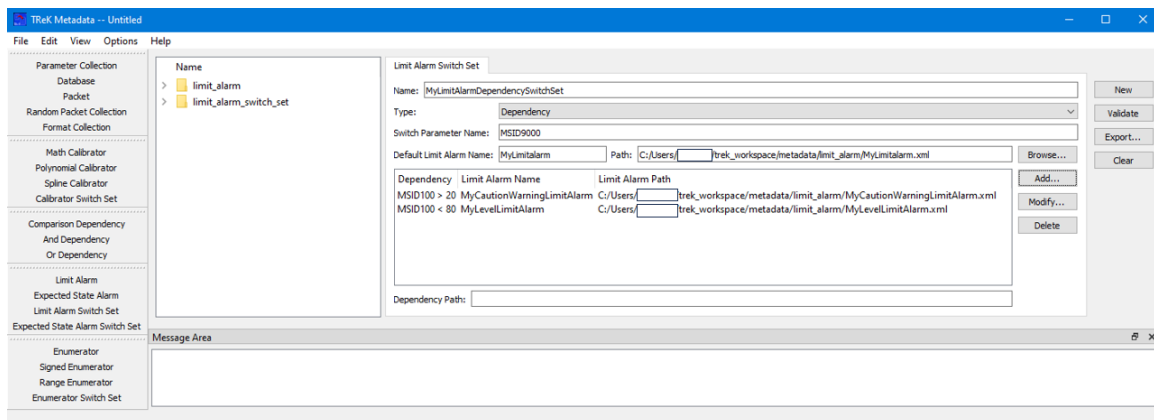 TReK Metadata -- Untitled
File Edit View Options Help
Parameter Collection
Database
Packet
Random Packet Collection
Format Collection
Math Calibrator
Polynomial Calibrator
Spline Calibrator
Calibrator Switch Set
Comparison Dependency
And Dependency
Or Dependency
Limit Alarm
Expected State Alarm
Limit Alarm Switch Set
Expected State Alarm Switch Set
Enumerator
Signed Enumerator
Range Enumerator
Enumerator Switch Set
Name
limit_alarm
limit_alarm_switch_set
Limit Alarm Switch Set
Name: MyLimitAlarmDependencySwitchSet
Type: Dependency
Switch Parameter Name: MSID9000
Default Limit Alarm Name: MyLimitalarm Path: C:/Users/ /trek_workspace/metadata/limit_alarm/MyLimitalarm.xml Browse...
Dependency Limit Alarm Name Limit Alarm Path
MSID100 > 20 MyCautionWarningLimitAlarm C:/Users/ trek_workspace/metadata/limit_alarm/MyCautionWarningLimitAlarm.xml
MSID100 < 80 MyLevelLimitAlarm C:/Users/ trek_workspace/metadata/limit_alarm/MyLevelLimitAlarm.xml
Add...
Modify...
Delete
Dependency Path:
New
Validate
Export...
Clear
Message Area